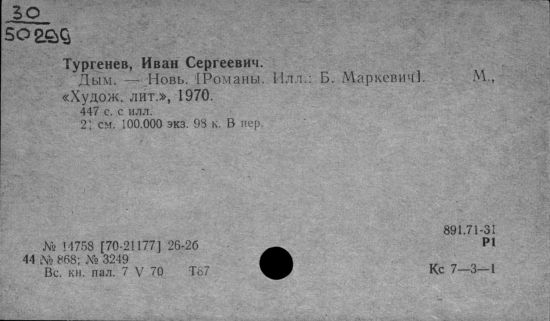 30
50299
Тургенев, Иван Сергеевич.
Дым. — Новь. [Романы. Илл.: Б. Маркевич]. М.,
«Худож. лит.», 1970.
447 с. с илл.
21 см. 100.000 экз. 98 к. В пер.
891.71-31
Р1
№ 14758 [70-21177] 26-26
44 № 868; № 3249
Вс. кн. пал. 7 V 70 Т87
Кс 7—3—1